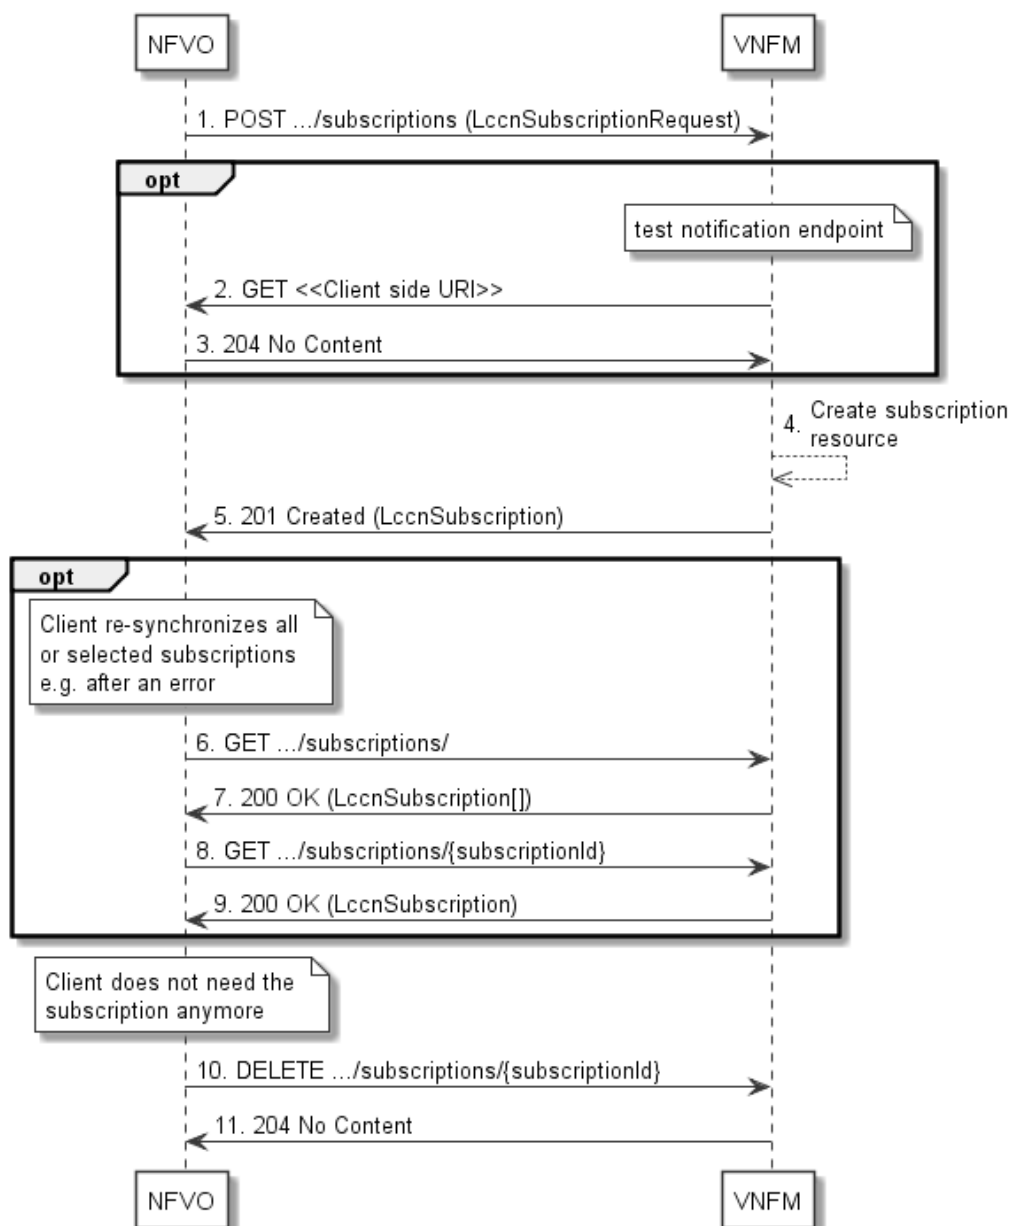 NFVO VNFM
1. POST .../subscriptions (LccnSubscriptionRequest)
opt
test notification endpoint
2. GET <<Client side URI>>
3. 204 No Content
4. Create subscription
resource
5. 201 Created (LccnSubscription)
opt
Client re-synchronizes all
or selected subscriptions
e.g. after an error
6. GET .../subscriptions/
7. 200 OK (LccnSubscription[])
8. GET .../subscriptions/{subscriptionId}
9. 200 OK (LccnSubscription)
Client does not need the
subscription anymore
10. DELETE .../subscriptions/{subscriptionId}
11. 204 No Content
NFVO VNFM